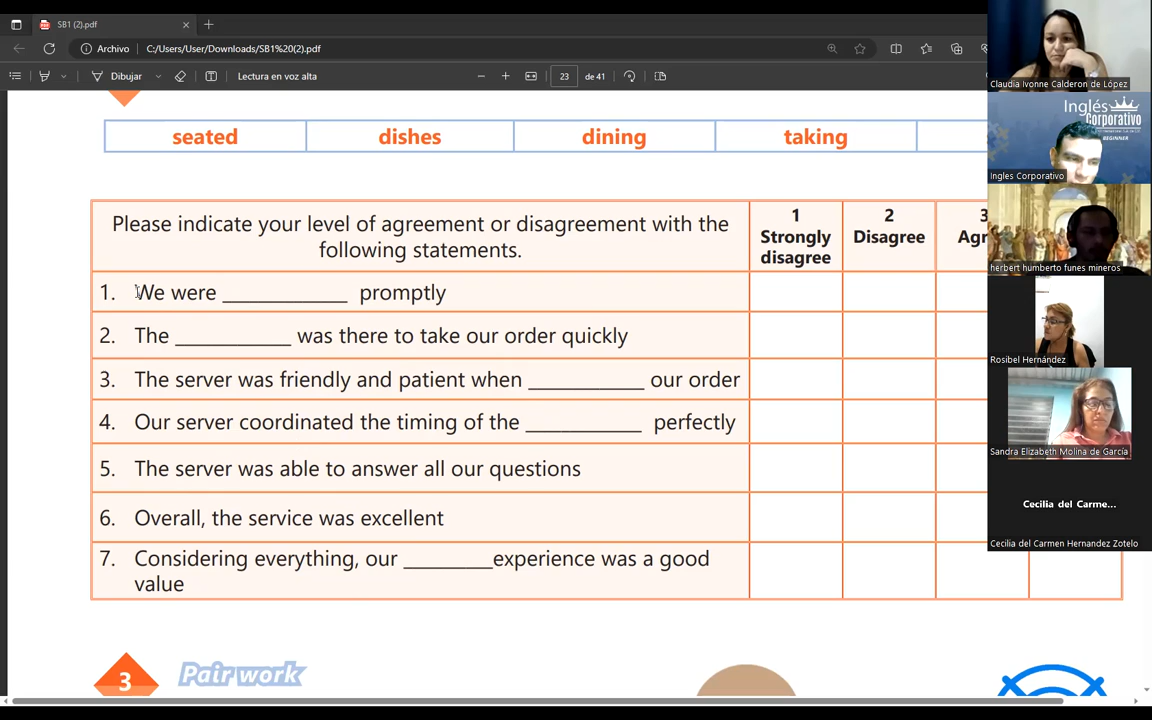 SB1 (2).pdf
Archivo
C:/Users/User/Downloads/SB1%20(2).pdf
Dibujar
Lectura en voz alta
23
de 41
seated
dishes
dining
taking
Please indicate your level of agreement or disagreement with the
following statements.
1
Strongly
disagree
2
Disagree
3
Agr
1. We were ____________ promptly
2. The ___________ was there to take our order quickly
3. The server was friendly and patient when ___________ our order
4. Our server coordinated the timing of the ___________ perfectly
5. The server was able to answer all our questions
6. Overall, the service was excellent
7. Considering everything, our _________experience was a good
value
3
Pair work
Claudia Ivonne Calderon de López
Inglés
Corporativo
BEGINNER
Ingles Corporativo
herbert humberto funes mineros
Rosibel Hernández
Sandra Elizabeth Molina de García
Cecilia del Carme...
Cecilia del Carmen Hernandez Zotelo